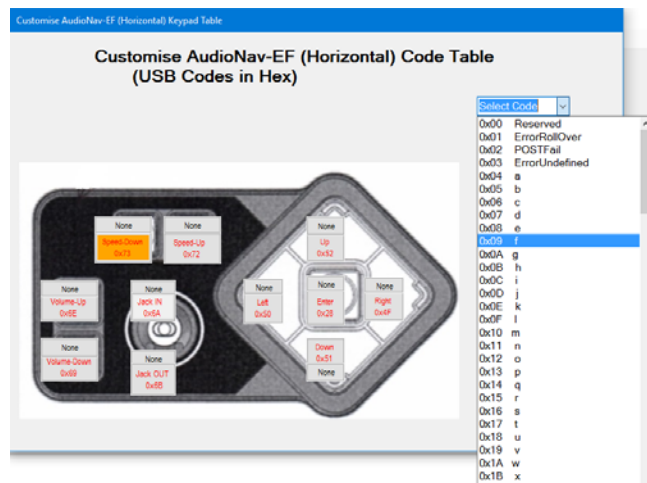 Customise AudioNav-EF (Horizontal) Keypad Table
Customise AudioNav-EF (Horizontal) Code Table
(USB Codes in Hex)
Select Code
0x00 Reserved
0x01 ErrorRollOver
0x02 POSTFail
0x03 ErrorUndefined
0x04 a
0x05 b
0x06 c
0x07 d
0x08 e
0x09 f
0x0A g
0x0B h
0x0C i
0x0D j
0x0E k
0x0F l
0x10 m
0x11 n
0x12 o
0x13 p
0x14 q
0x15 r
0x16 s
0x17 t
0x18 u
0x19 v
0x1A w
0x1B x
None
Speed-Down
0x73
None
Speed-Up
0x72
None
Up
0x52
None
Volume-Up
0x6E
None
Jack IN
0x6A
None
Left
0x50
None
Enter
0x28
None
Right
0x4F
None
Volume-Down
0x69
None
Jack OUT
0x6B
Down
0x51
None